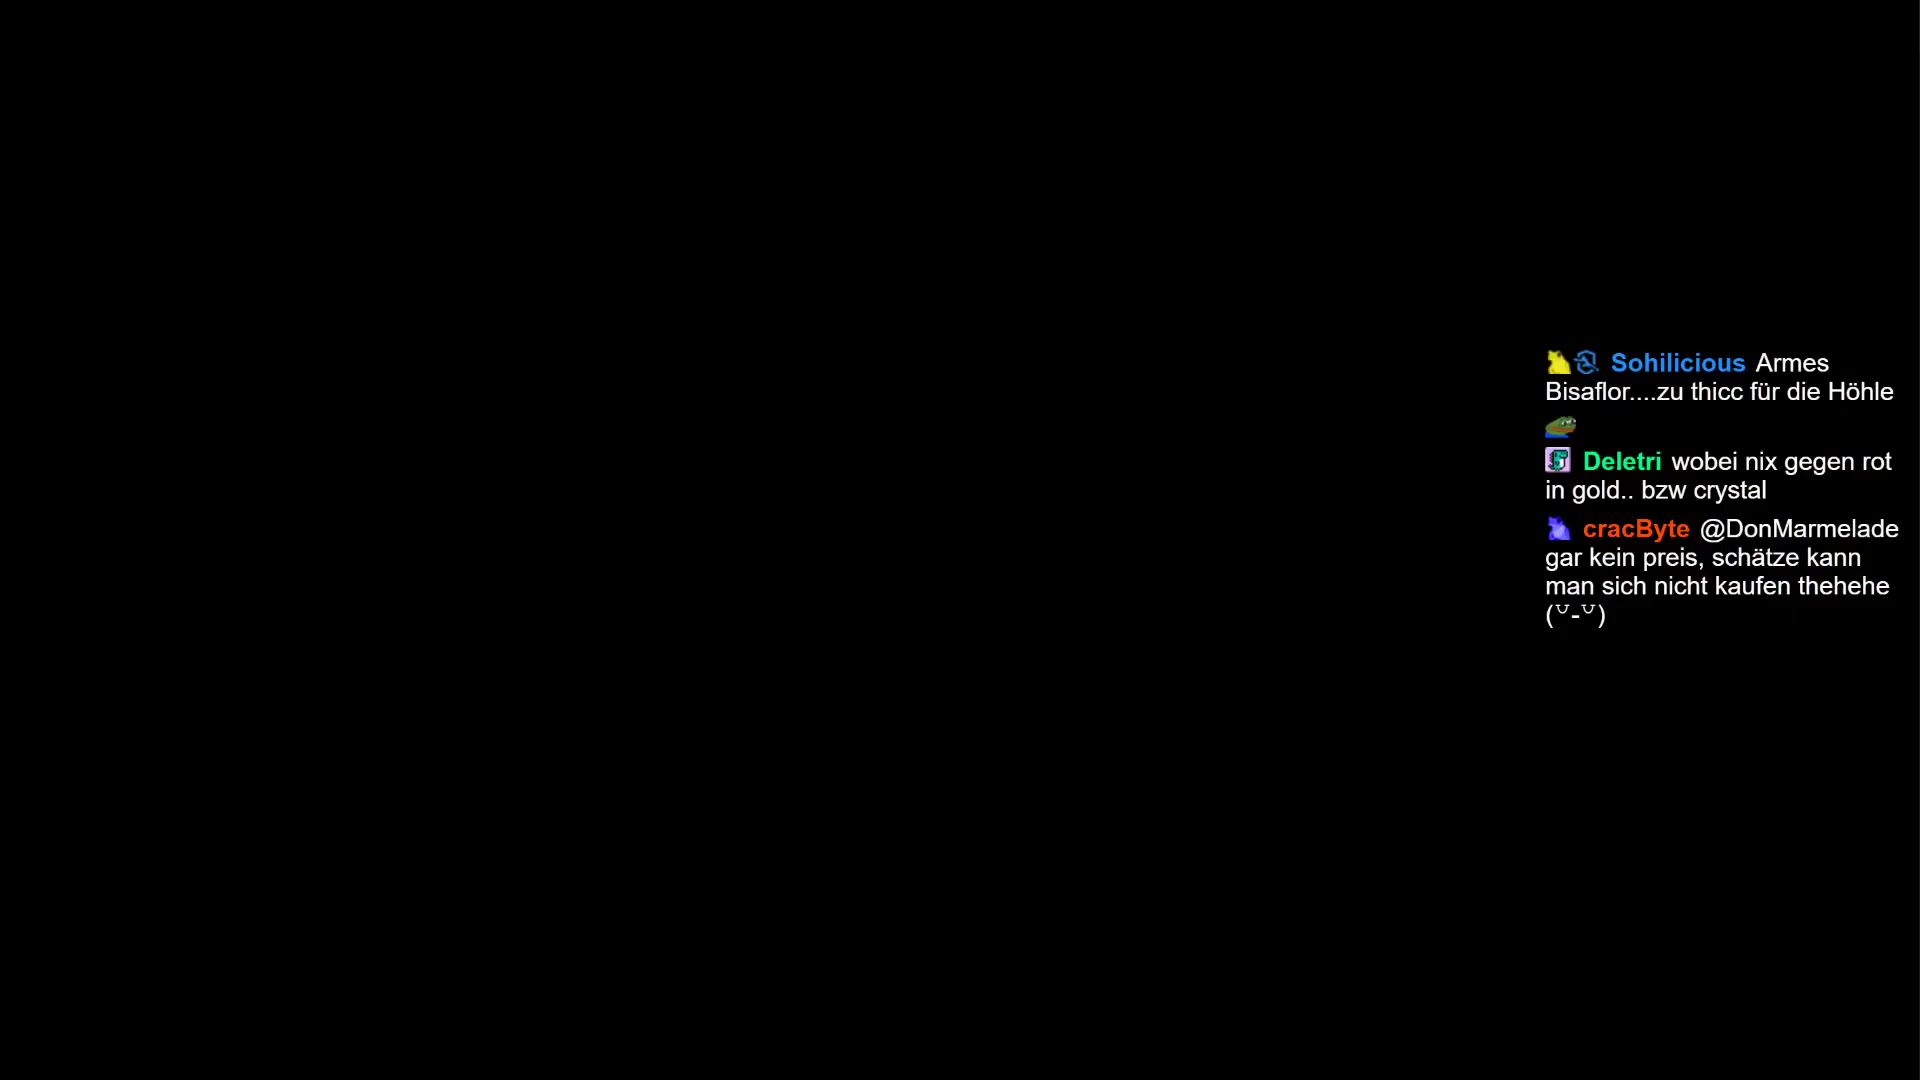 Sohilicious Armes
Bisaflor....zu thicc für die Höhle
Deletri wobei nix gegen rot
in gold.. bzw crystal
cracByte @DonMarmelade
gar kein preis, schätze kann
man sich nicht kaufen thehehe
(˘-˘)